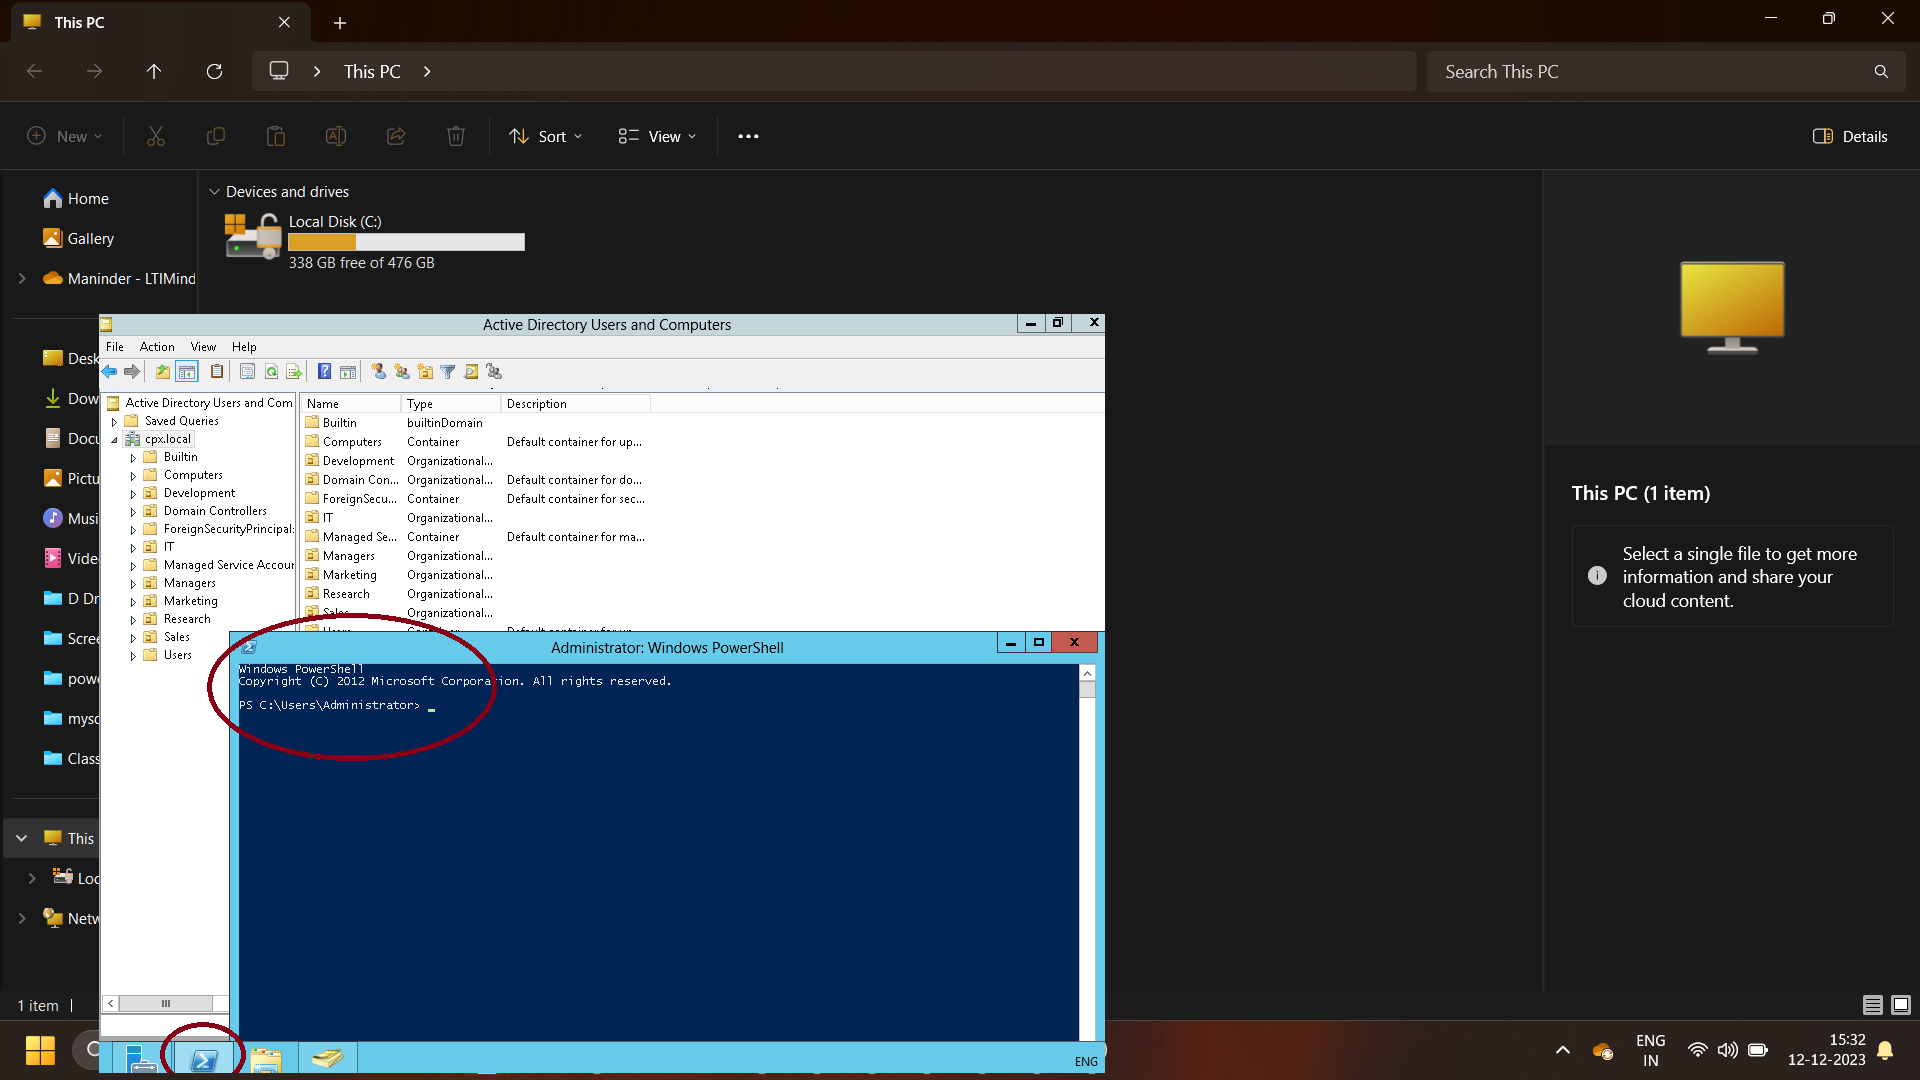 This PC
This PC
Search This PC
New
Sort
View
Details
Home
Gallery
Maninder - LTIMind
Desk
Dow
Docu
Pictu
Musi
Vide
D Dr
Scree
powe
mysq
Class
This
Loc
Netw
1 item
Devices and drives
Local Disk (C:)
338 GB free of 476 GB
This PC (1 item)
Select a single file to get more
information and share your
cloud content.
Active Directory Users and Computers
File Action View Help
Active Directory Users and Com
Saved Queries
cpx.local
Builtin
Computers
Development
Domain Controllers
ForeignSecurityPrincipals
IT
Managed Service Accour
Managers
Marketing
Research
Sales
Users
Name Type Description
Builtin builtinDomain
Computers Container Default container for up...
Development Organizational...
Domain Con... Organizational... Default container for do...
ForeignSecu... Container Default container for sec...
IT Organizational...
Managed Se... Container Default container for ma...
Managers Organizational...
Marketing Organizational...
Research Organizational...
Sales Organizational...
Administrator: Windows PowerShell
Windows PowerShell
Copyright (C) 2012 Microsoft Corporation. All rights reserved.
PS C:\Users\Administrator> _
ENG
ENG
IN
15:32
12-12-2023